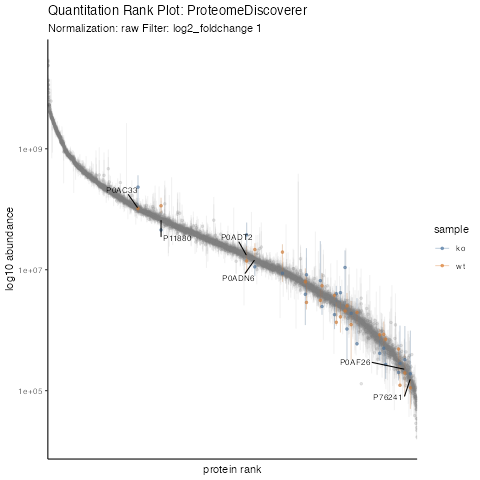 Quantitation Rank Plot: ProteomeDiscoverer
Normalization: raw Filter: log2_foldchange 1
log10 abundance
1e+09
1e+07
1e+05
P0AC33
P11880
P0ADT2
P0ADN6
P0AF26
P76241
protein rank
sample
ko
wt